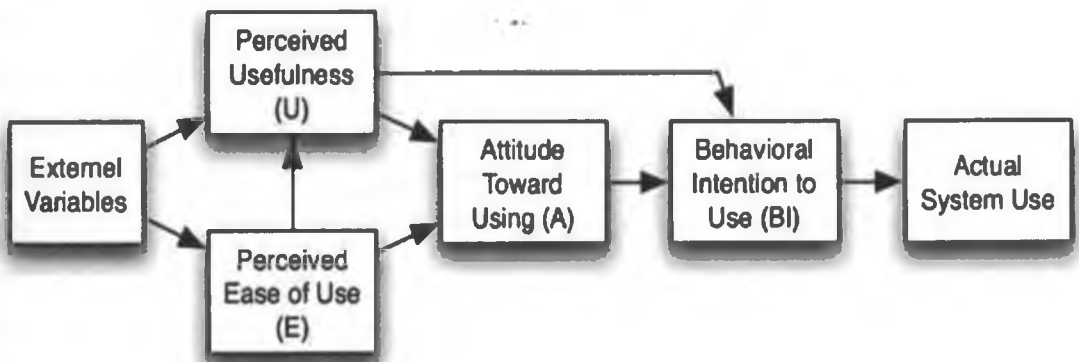 Perceived
Usefulness
(U)
Externel
Variables
Perceived
Ease of Use
(E)
Attitude
Toward
Using (A)
Behavioral
Intention to
Use (BI)
Actual
System Use